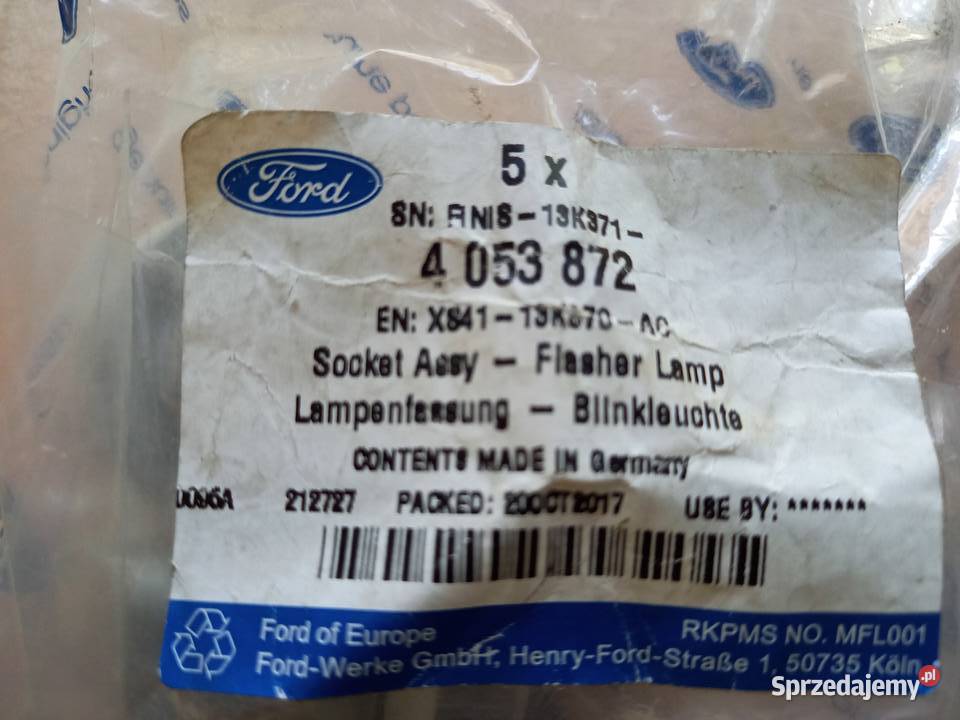 Ford
5 x
SN: FINIS-13K371-
4 053 872
EN: XS41-13K370-AC
Socket Assy - Flasher Lamp
Lampenfassung - Blinkleuchte
CONTENTS MADE IN Germany
212727 PACKED: 20OCT2017 USE BY: *******
Ford of Europe
RKPMS NO. MFL001
Ford-Werke GmbH, Henry-Ford-Straße 1, 50735 Köln
Sprzedajemy.pl